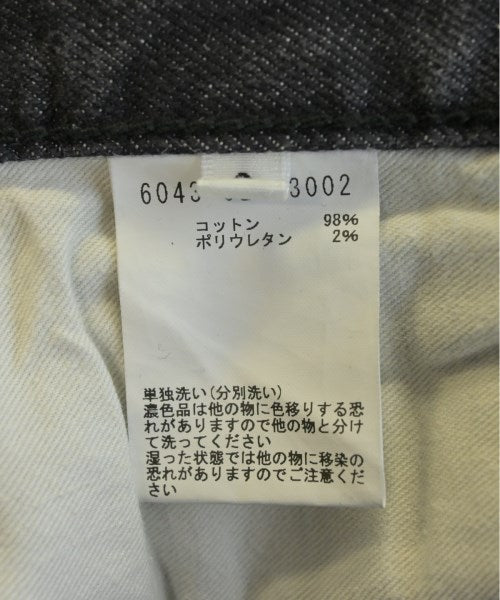 6043 3002
コットン 98%
ポリウレタン 2%
単独洗い(分別洗い)
濃色品は他の物に色移りする恐
れがありますので他の物と分け
て洗ってください
湿った状態では他の物に移染の
恐れがありますのでご注意くだ
さい